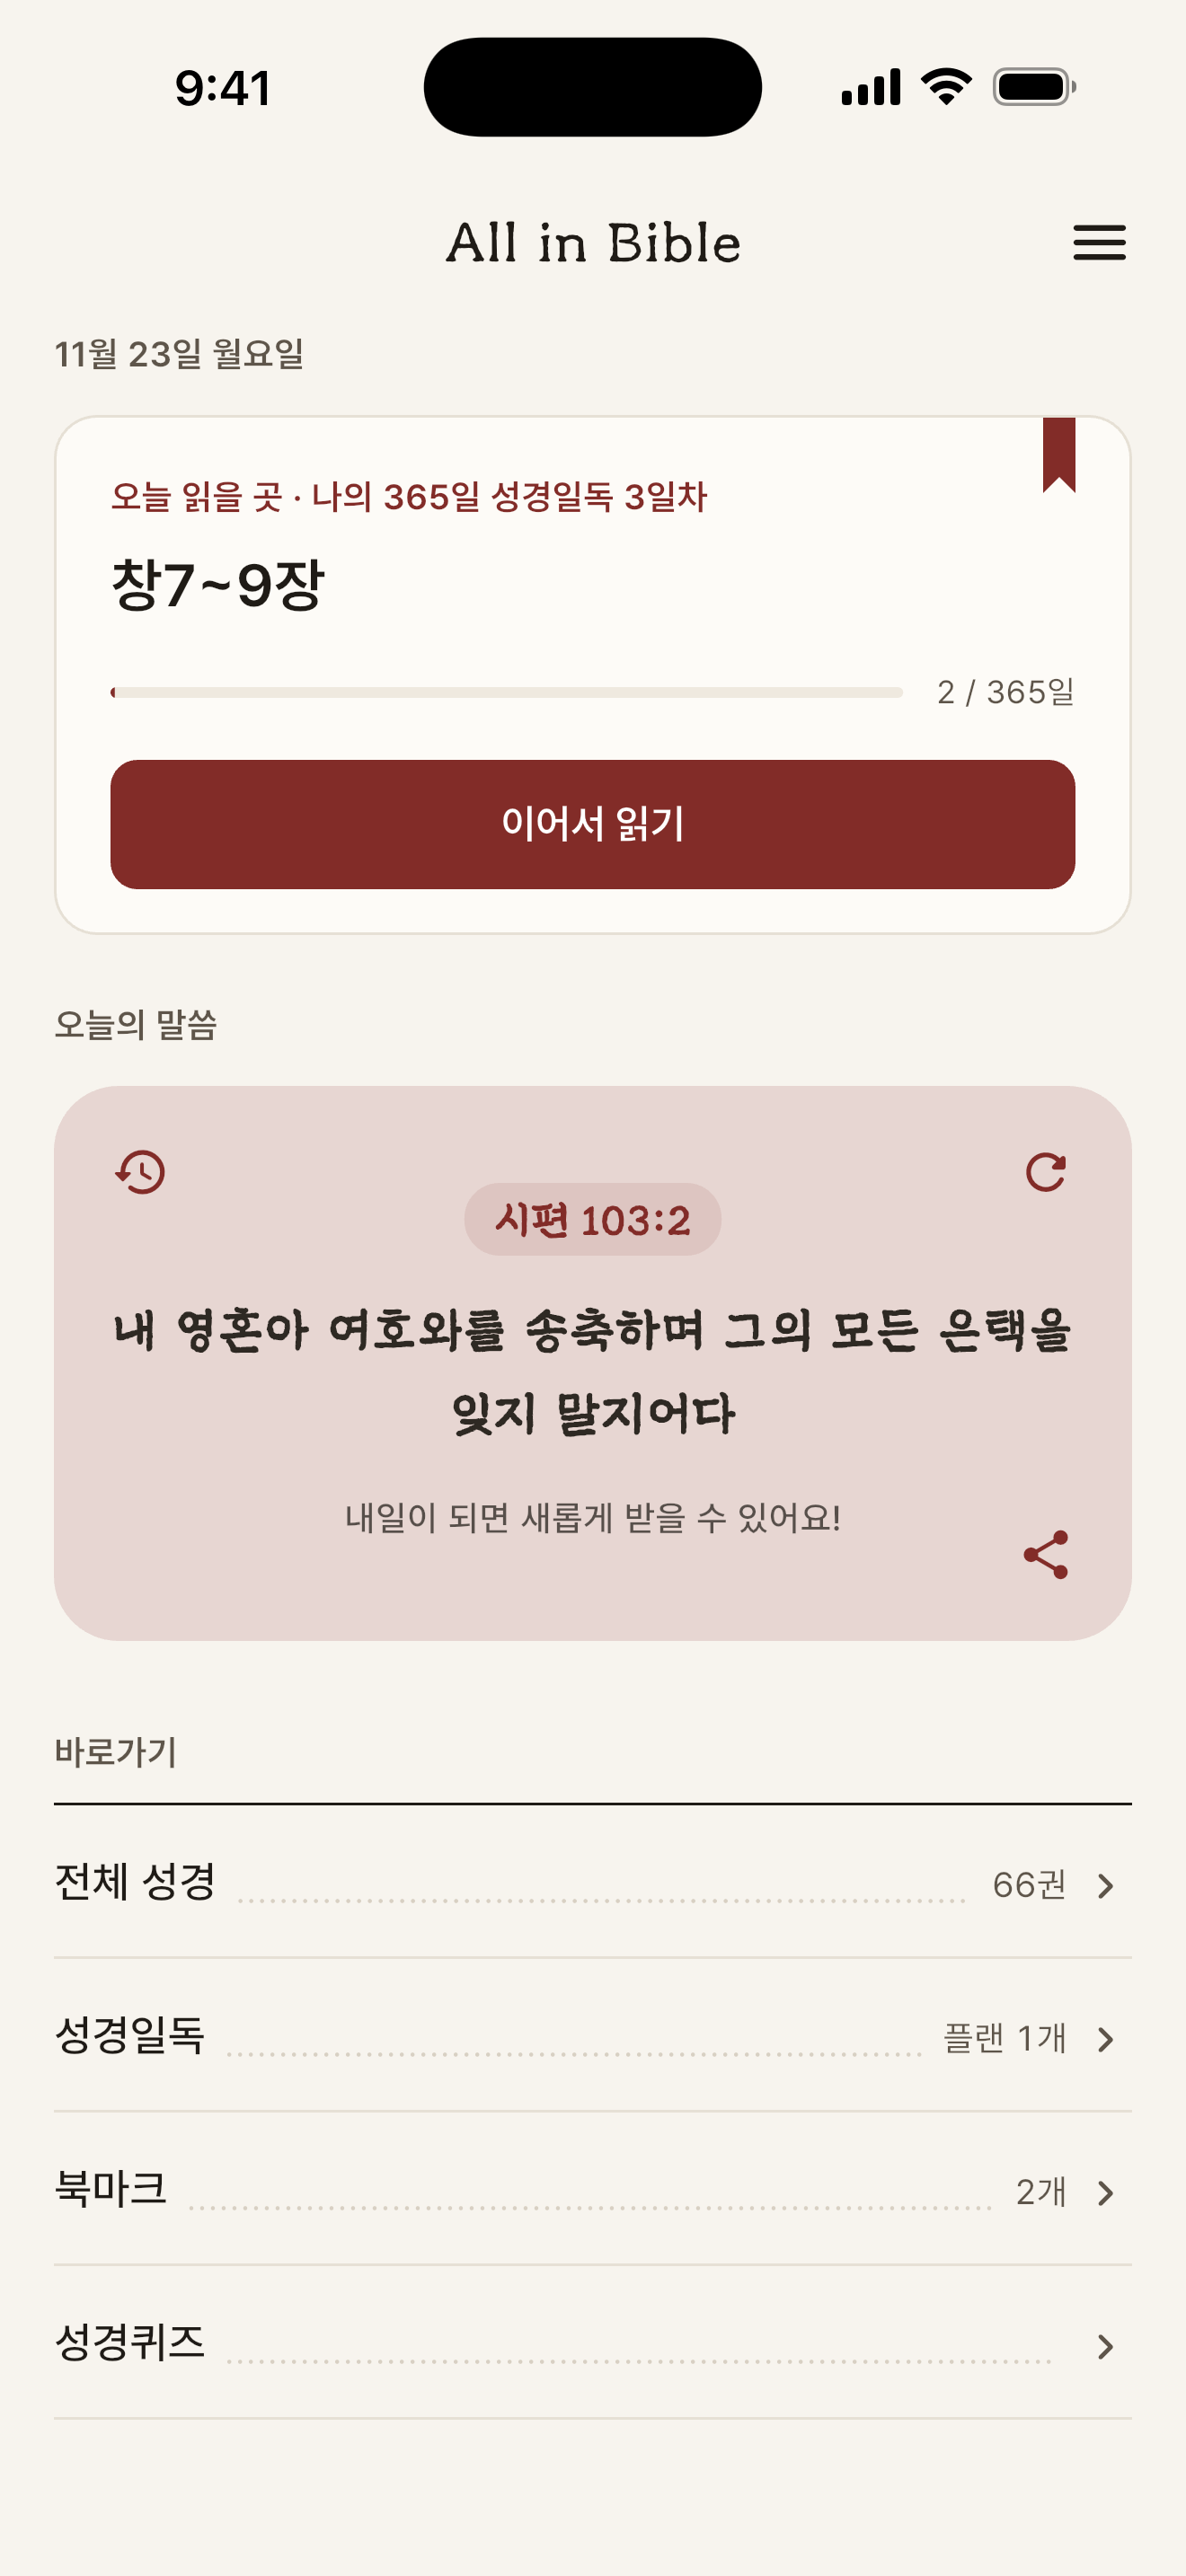 9:41
All in Bible
11월 23일 월요일
오늘 읽을 곳 · 나의 365일 성경일독 3일차
창7~9장
2 / 365일
이어서 읽기
오늘의 말씀
시편 103:2
내 영혼아 여호와를 송축하며 그의 모든 은택을
잊지 말지어다
내일이 되면 새롭게 받을 수 있어요!
바로가기
전체 성경 66권
성경일독 플랜 1개
북마크 2개
성경퀴즈